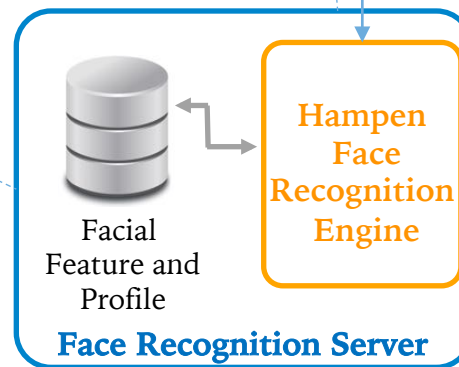 Hampen
Face
Recognition
Engine
Facial
Feature and
Profile
Face Recognition Server